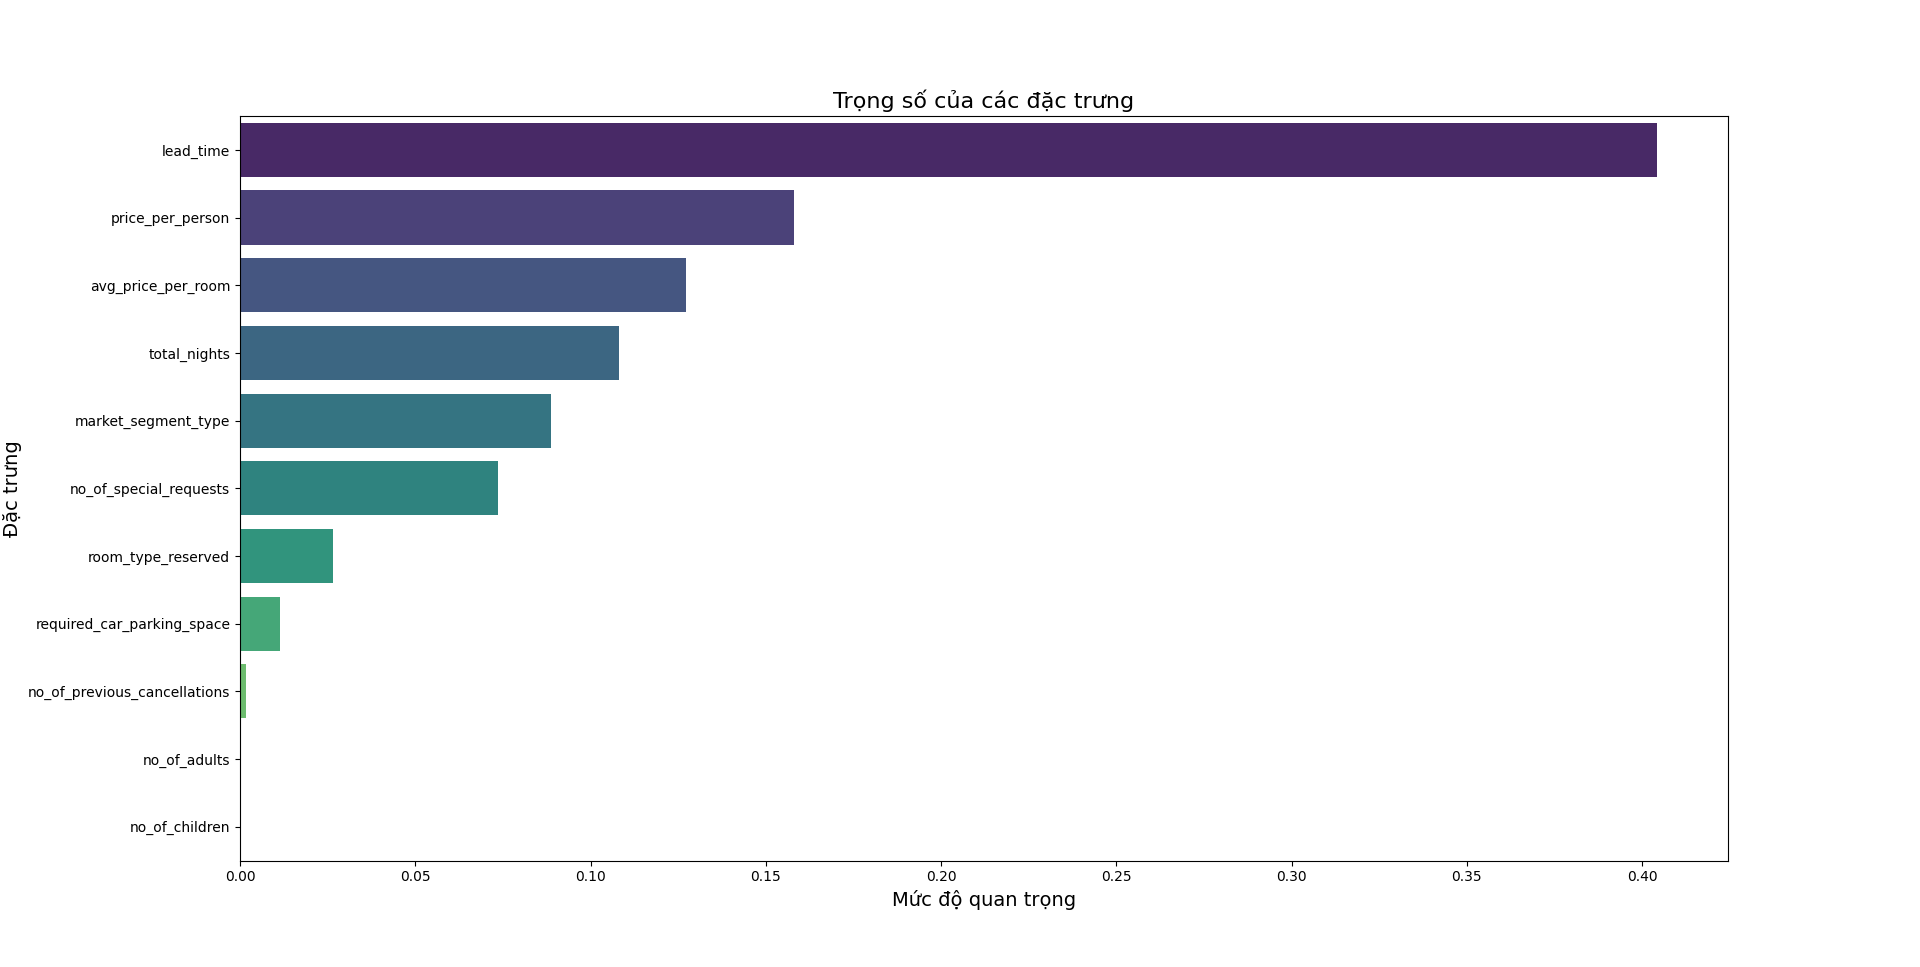 Trọng số của các đặc trưng
lead_time
price_per_person
avg_price_per_room
total_nights
market_segment_type
no_of_special_requests
room_type_reserved
required_car_parking_space
no_of_previous_cancellations
no_of_adults
no_of_children
Đặc trưng
0.00 0.05 0.10 0.15 0.20 0.25 0.30 0.35 0.40
Mức độ quan trọng